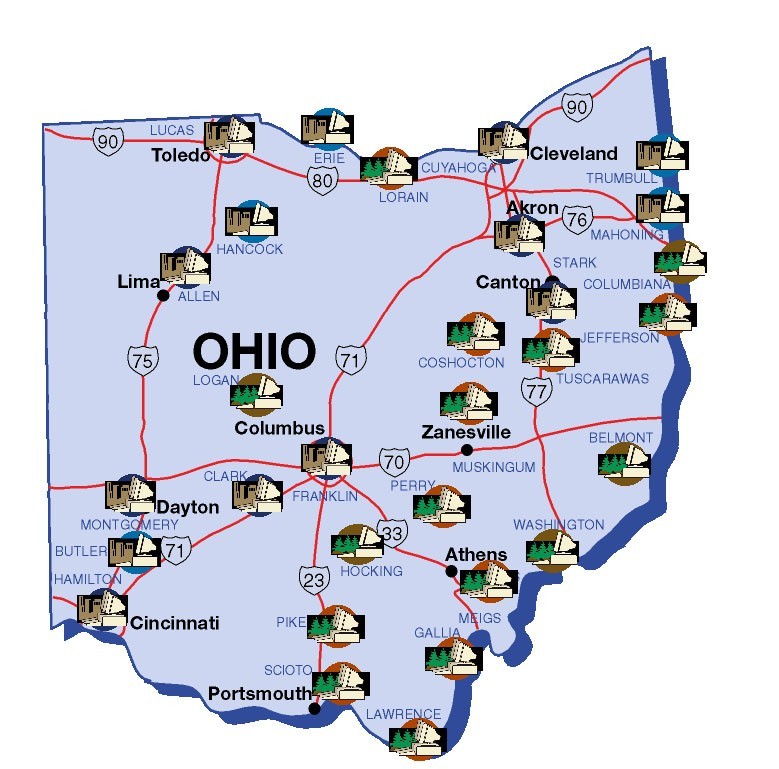 90
LUCAS
Toledo
90
ERIE
80
LORAIN
CUYAHOGA
Cleveland
TRUMBULL
HANCOCK
Akron
76
MAHONING
Lima
ALLEN
STARK
Canton
COLUMBIANA
OHIO
75
71
COSHOCTON
JEFFERSON
LOGAN
TUSCARAWAS
77
Columbus
Zanesville
BELMONT
70
MUSKINGUM
CLARK
FRANKLIN
PERRY
Dayton
MONTGOMERY
WASHINGTON
33
BUTLER
71
HOCKING
Athens
HAMILTON
23
Cincinnati
PIKE
MEIGS
GALLIA
SCIOTO
Portsmouth
LAWRENCE